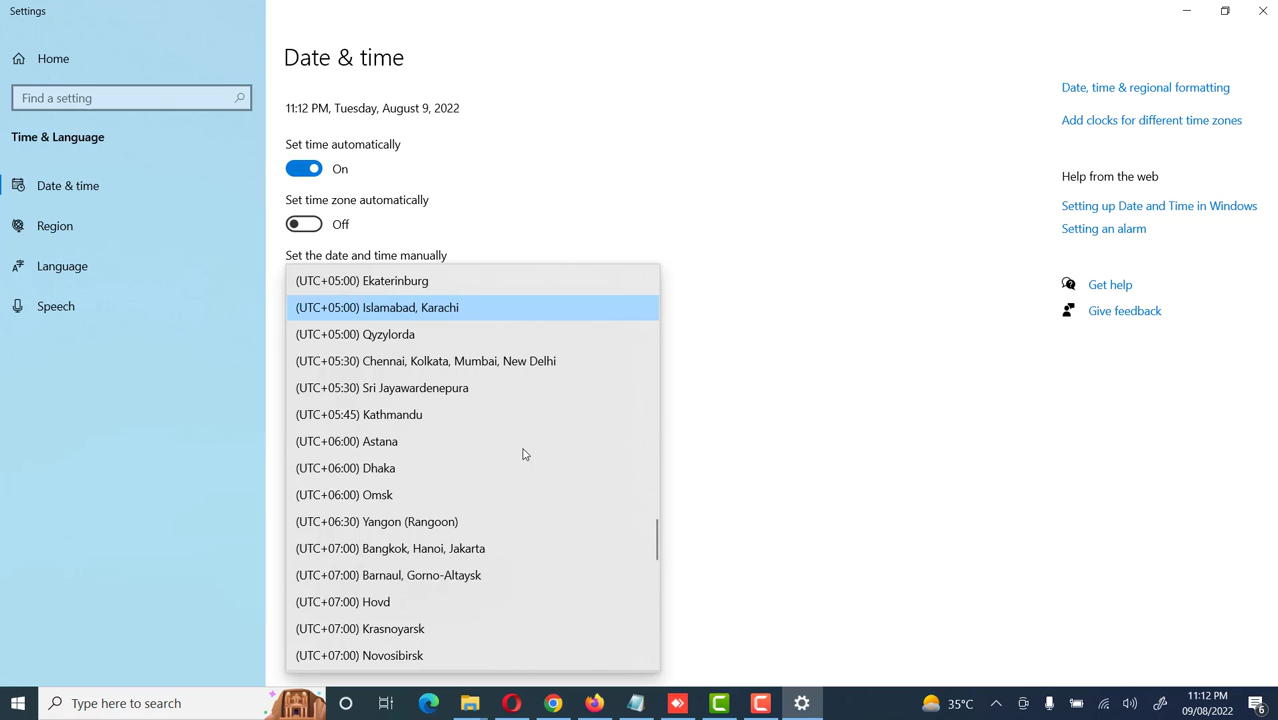 Settings
Home
Find a setting
Time & Language
Date & time
Region
Language
Speech
Date & time
11:12 PM, Tuesday, August 9, 2022
Set time automatically
On
Set time zone automatically
Off
Set the date and time manually
(UTC+05:00) Ekaterinburg
(UTC+05:00) Islamabad, Karachi
(UTC+05:00) Qyzylorda
(UTC+05:30) Chennai, Kolkata, Mumbai, New Delhi
(UTC+05:30) Sri Jayawardenepura
(UTC+05:45) Kathmandu
(UTC+06:00) Astana
(UTC+06:00) Dhaka
(UTC+06:00) Omsk
(UTC+06:30) Yangon (Rangoon)
(UTC+07:00) Bangkok, Hanoi, Jakarta
(UTC+07:00) Barnaul, Gorno-Altaysk
(UTC+07:00) Hovd
(UTC+07:00) Krasnoyarsk
(UTC+07:00) Novosibirsk
Date, time & regional formatting
Add clocks for different time zones
Help from the web
Setting up Date and Time in Windows
Setting an alarm
Get help
Give feedback
Type here to search
35°C
11:12 PM
09/08/2022
6